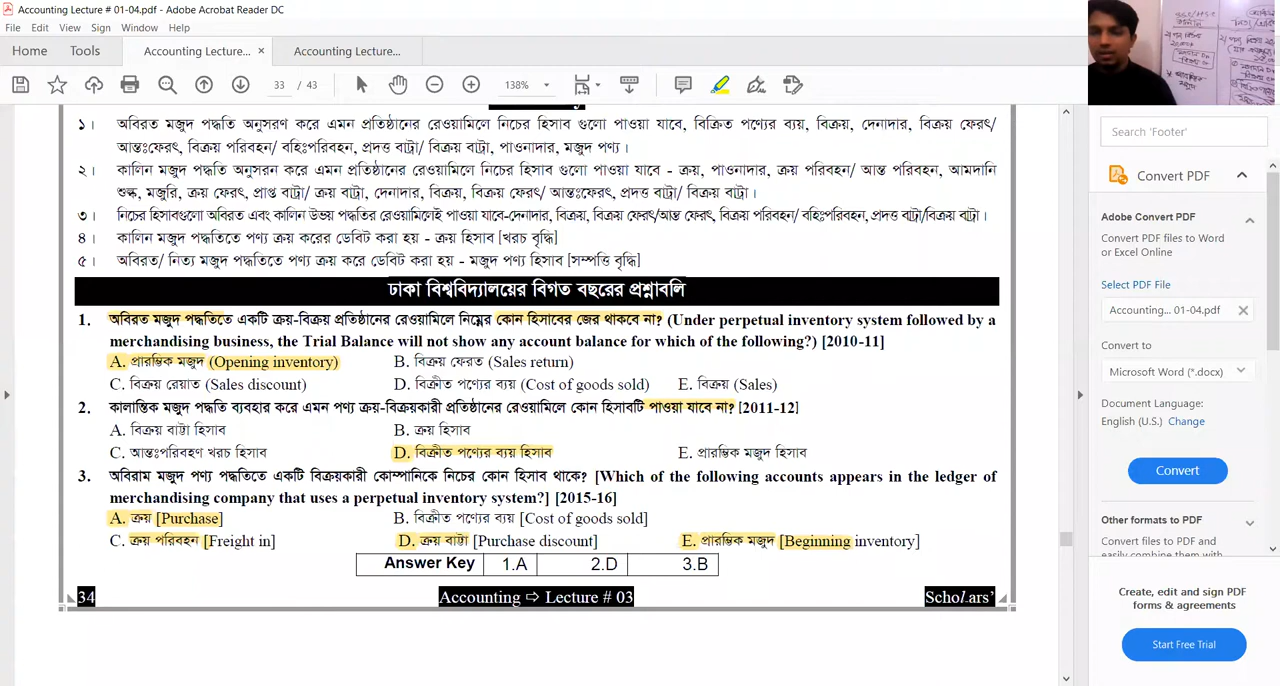 Accounting Lecture # 01-04.pdf - Adobe Acrobat Reader DC
File Edit View Sign Window Help
Home Tools Accounting Lecture... × Accounting Lecture...
33 / 43 138%
১। অবিরত মজুদ পদ্ধতি অনুসরণ করে এমন প্রতিষ্ঠানের রেওয়ামিলে নিচের হিসাব গুলো পাওয়া যাবে, বিক্রিত পণ্যের ব্যয়, বিক্রয়, দেনাদার, বিক্রয় ফেরৎ/
আন্তঃফেরৎ, বিক্রয় পরিবহন/ বহিঃপরিবহন, প্রদত্ত বাট্টা/ বিক্রয় বাট্টা, পাওনাদার, মজুদ পণ্য।
২। কালিন মজুদ পদ্ধতি অনুসরন করে এমন প্রতিষ্ঠানের রেওয়ামিলে নিচের হিসাব গুলো পাওয়া যাবে - ক্রয়, পাওনাদার, ক্রয় পরিবহন/ আন্ত পরিবহন, আমদানি
শুল্ক, মজুরি, ক্রয় ফেরৎ, প্রাপ্ত বাট্টা/ ক্রয় বাট্টা, দেনাদার, বিক্রয়, বিক্রয় ফেরৎ/ আন্তঃফেরৎ, প্রদত্ত বাট্টা/ বিক্রয় বাট্টা।
৩। নিচের হিসাবগুলো অবিরত এবং কালিন উভয় পদ্ধতির রেওয়ামিলেই পাওয়া যাবে-দেনাদার, বিক্রয়, বিক্রয় ফেরৎ/আন্ত ফেরৎ, বিক্রয় পরিবহন/ বহিঃপরিবহন, প্রদত্ত বাট্টা/বিক্রয় বাট্টা।
৪। কালিন মজুদ পদ্ধতিতে পণ্য ক্রয় করের ডেবিট করা হয় - ক্রয় হিসাব [খরচ বৃদ্ধি]
৫। অবিরত/ নিত্য মজুদ পদ্ধতিতে পণ্য ক্রয় করে ডেবিট করা হয় - মজুদ পণ্য হিসাব [সম্পত্তি বৃদ্ধি]
ঢাকা বিশ্ববিদ্যালয়ের বিগত বছরের প্রশ্নাবলি
1. অবিরত মজুদ পদ্ধতিতে একটি ক্রয়-বিক্রয় প্রতিষ্ঠানের রেওয়ামিলে নিম্নের কোন হিসাবের জের থাকবে না? (Under perpetual inventory system followed by a
merchandising business, the Trial Balance will not show any account balance for which of the following?) [2010-11]
A. প্রারম্ভিক মজুদ (Opening inventory) B. বিক্রয় ফেরত (Sales return)
C. বিক্রয় রেয়াত (Sales discount) D. বিক্রীত পণ্যের ব্যয় (Cost of goods sold) E. বিক্রয় (Sales)
2. কালান্তিক মজুদ পদ্ধতি ব্যবহার করে এমন পণ্য ক্রয়-বিক্রয়কারী প্রতিষ্ঠানের রেওয়ামিলে কোন হিসাবটি পাওয়া যাবে না? [2011-12]
A. বিক্রয় বাট্টা হিসাব B. ক্রয় হিসাব
C. আন্তঃপরিবহণ খরচ হিসাব D. বিক্রীত পণ্যের ব্যয় হিসাব E. প্রারম্ভিক মজুদ হিসাব
3. অবিরাম মজুদ পণ্য পদ্ধতিতে একটি বিক্রয়কারী কোম্পানিকে নিচের কোন হিসাব থাকে? [Which of the following accounts appears in the ledger of
merchandising company that uses a perpetual inventory system?] [2015-16]
A. ক্রয় [Purchase] B. বিক্রীত পণ্যের ব্যয় [Cost of goods sold]
C. ক্রয় পরিবহন [Freight in] D. ক্রয় বাট্টা [Purchase discount] E. প্রারম্ভিক মজুদ [Beginning inventory]
Answer Key 1.A 2.D 3.B
34 Accounting ⇨ Lecture # 03 Scholars'
Search 'Footer'
Convert PDF
Adobe Convert PDF
Convert PDF files to Word
or Excel Online
Select PDF File
Accounting... 01-04.pdf
Convert to
Microsoft Word (*.docx)
Document Language:
English (U.S.) Change
Convert
Other formats to PDF
Convert files to PDF and
easily combine them with
Create, edit and sign PDF
forms & agreements
Start Free Trial